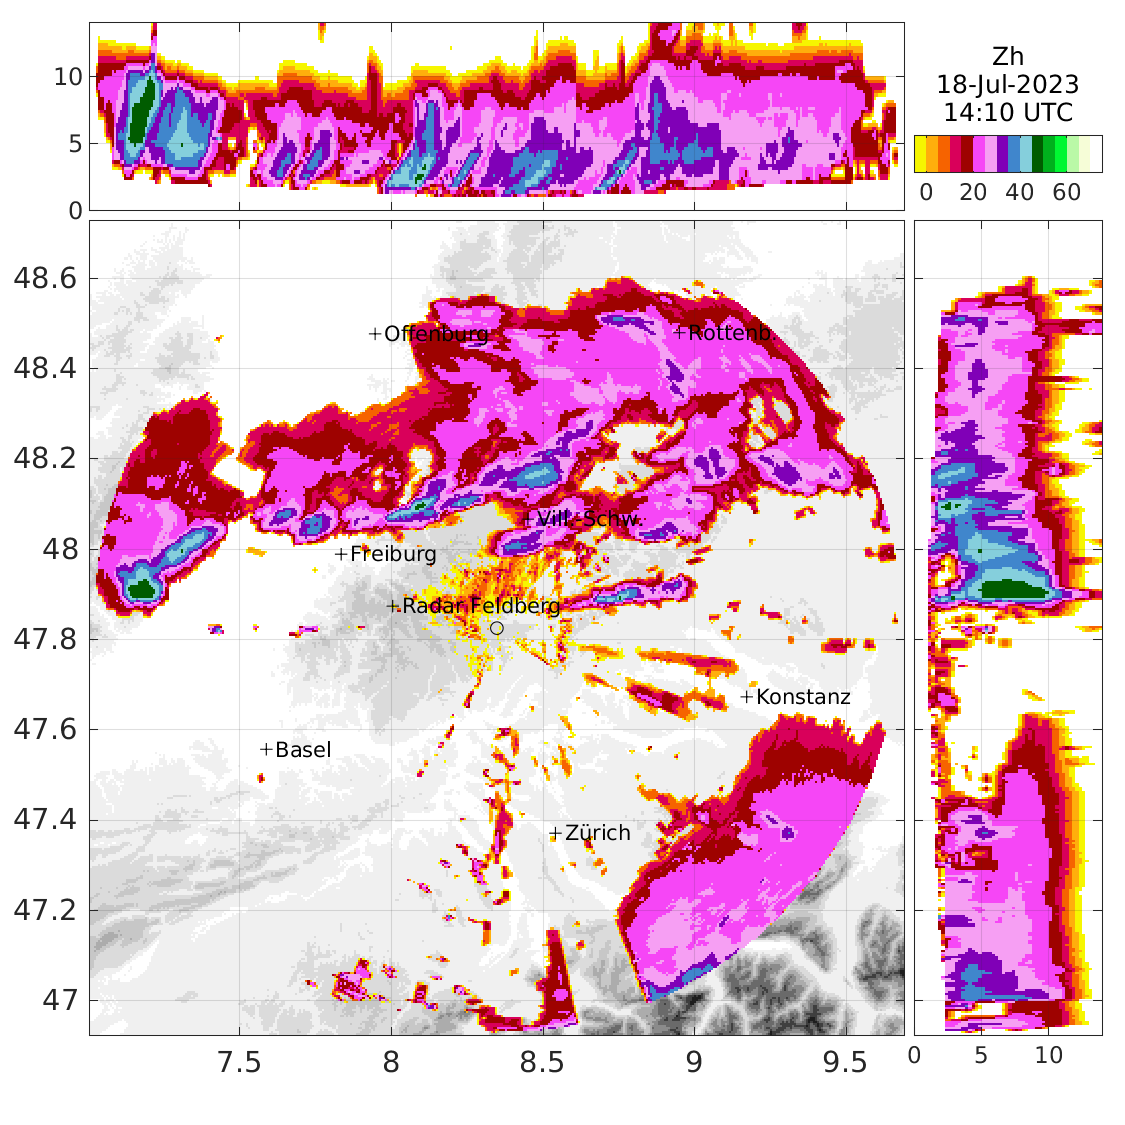 10
5
0
Zh
18-Jul-2023
14:10 UTC
0 20 40 60
48.6
48.4
48.2
48
47.8
47.6
47.4
47.2
47
+Offenburg
+Rottenb.
+Vill.-Schw.
+Freiburg
+Radar Feldberg
+Konstanz
+Basel
+Zürich
7.5 8 8.5 9 9.5
0 5 10